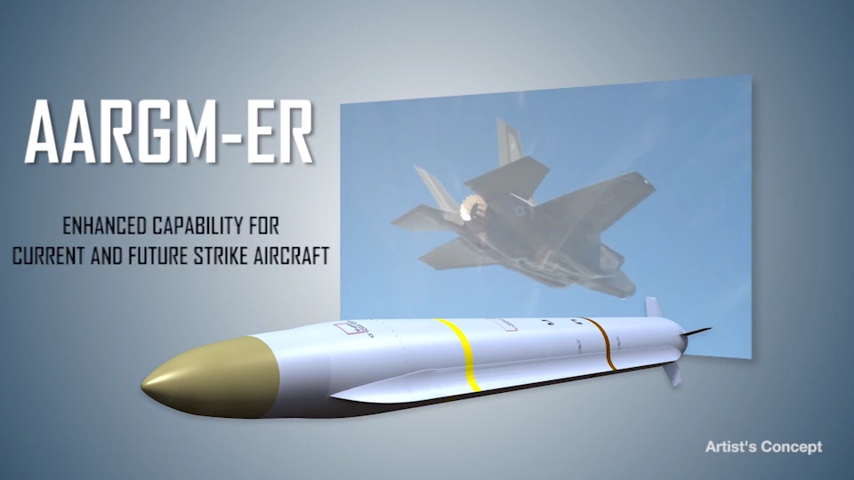 AARGM-ER
ENHANCED CAPABILITY FOR
CURRENT AND FUTURE STRIKE AIRCRAFT
Artist's Concept